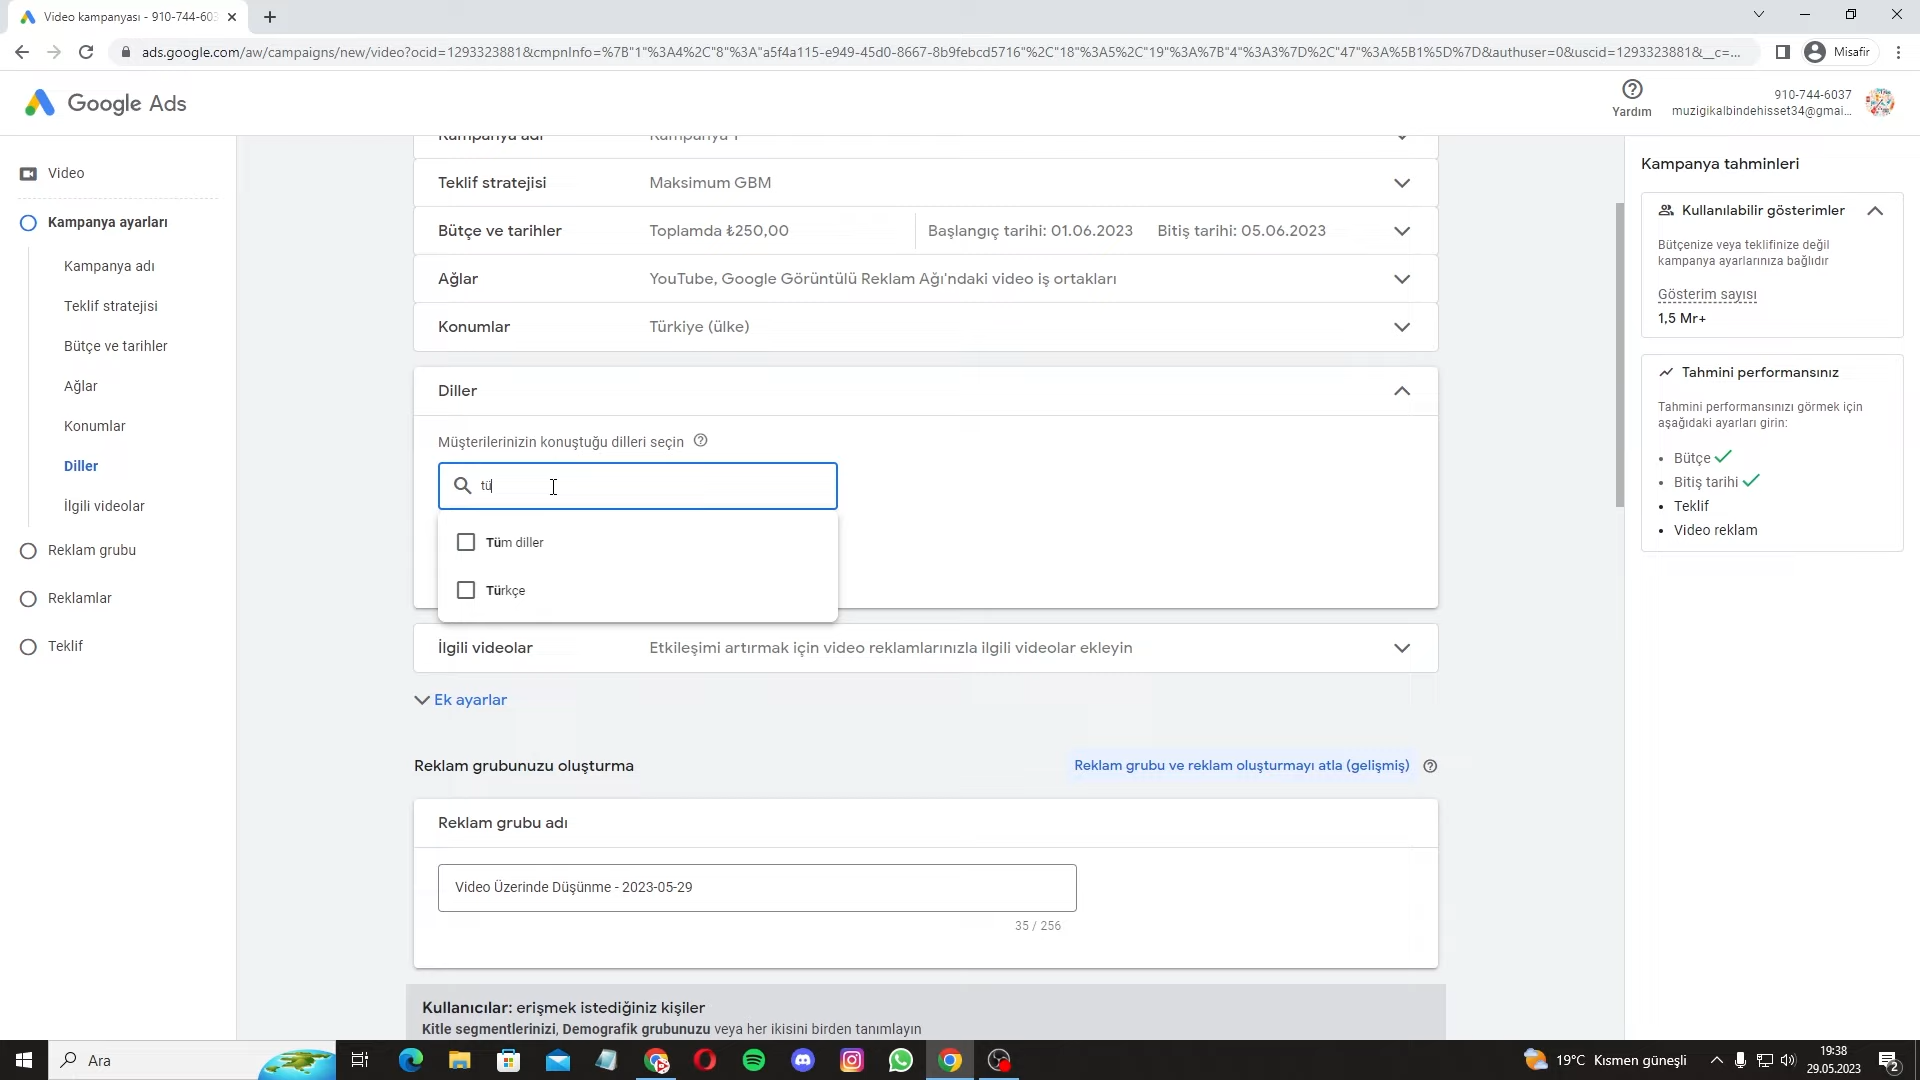 Video kampanyası - 910-744-603
ads.google.com/aw/campaigns/new/video?ocid=1293323881&cmpnInfo=%7B"1"%3A4%2C"8"%3A"a5f4a115-e949-45d0-8667-8b9febcd5716"%2C"18"%3A5%2C"19"%3A%7B"4"%3A3%7D%2C"47"%3A%5B1%5D%7D&authuser=0&uscid=1293323881&__c=...
Misafir
Google Ads
Yardım
910-744-6037
muzigikalbindehisset34@gmai...
Video
Kampanya ayarları
Kampanya adı
Teklif stratejisi
Bütçe ve tarihler
Ağlar
Konumlar
Diller
İlgili videolar
Reklam grubu
Reklamlar
Teklif
Kampanya adı Kampanya 1
Teklif stratejisi Maksimum GBM
Bütçe ve tarihler Toplamda ₺250,00 Başlangıç tarihi: 01.06.2023 Bitiş tarihi: 05.06.2023
Ağlar YouTube, Google Görüntülü Reklam Ağı'ndaki video iş ortakları
Konumlar Türkiye (ülke)
Diller
Müşterilerinizin konuştuğu dilleri seçin
tü
Tüm diller
Türkçe
İlgili videolar Etkileşimi artırmak için video reklamlarınızla ilgili videolar ekleyin
Ek ayarlar
Reklam grubunuzu oluşturma Reklam grubu ve reklam oluşturmayı atla (gelişmiş)
Reklam grubu adı
Video Üzerinde Düşünme - 2023-05-29
35 / 256
Kullanıcılar: erişmek istediğiniz kişiler
Kitle segmentlerinizi, Demografik grubunuzu veya her ikisini birden tanımlayın
Kampanya tahminleri
Kullanılabilir gösterimler
Bütçenize veya teklifinize değil
kampanya ayarlarınıza bağlıdır
Gösterim sayısı
1,5 Mr+
Tahmini performansınız
Tahmini performansınızı görmek için
aşağıdaki ayarları girin:
Bütçe
Bitiş tarihi
Teklif
Video reklam
Ara
19°C Kısmen güneşli
19:38
29.05.2023
2